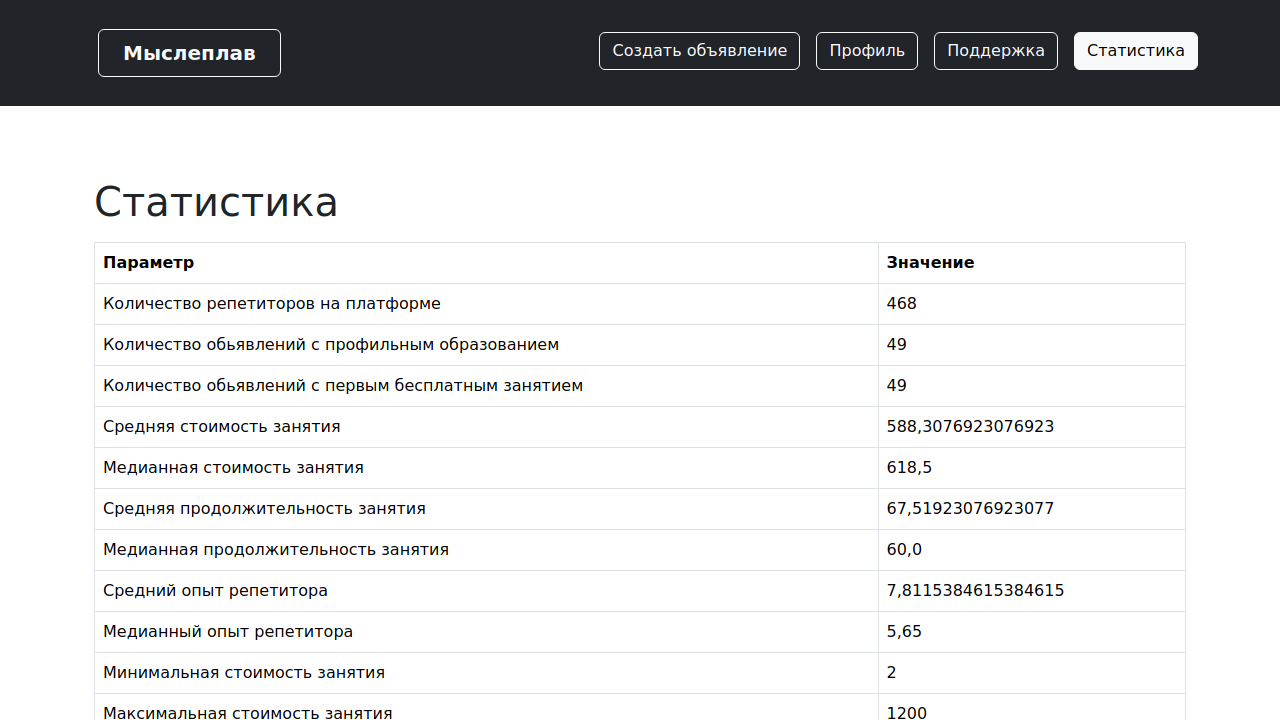 Мыслеплав
Создать объявление
Профиль
Поддержка
Статистика
Статистика
Параметр Значение
Количество репетиторов на платформе 468
Количество обьявлений с профильным образованием 49
Количество обьявлений с первым бесплатным занятием 49
Средняя стоимость занятия 588,3076923076923
Медианная стоимость занятия 618,5
Средняя продолжительность занятия 67,51923076923077
Медианная продолжительность занятия 60,0
Средний опыт репетитора 7,8115384615384615
Медианный опыт репетитора 5,65
Минимальная стоимость занятия 2
Максимальная стоимость занятия 1200